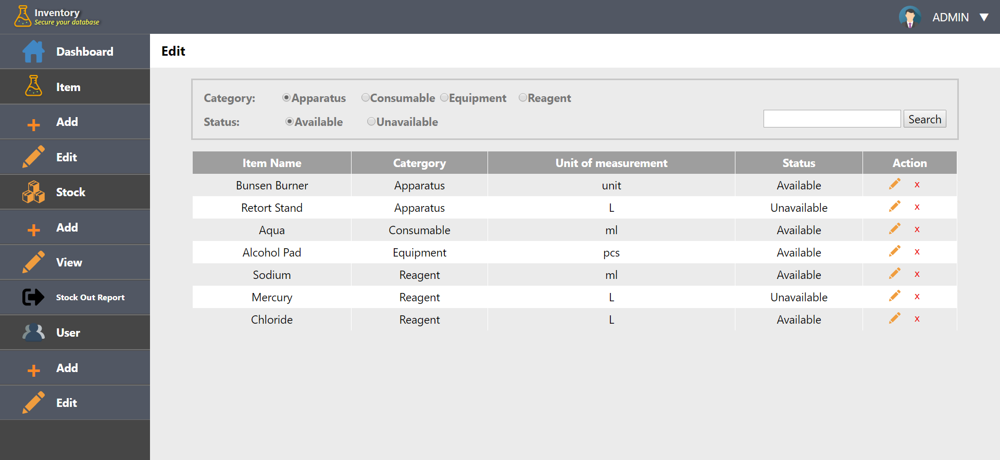 Inventory
Secure your database
ADMIN ▼
Dashboard
Item
Add
Edit
Stock
Add
View
Stock Out Report
User
Add
Edit
Edit
Category: Apparatus Consumable Equipment Reagent
Status: Available Unavailable
Search
Item Name Catergory Unit of measurement Status Action
Bunsen Burner Apparatus unit Available x
Retort Stand Apparatus L Unavailable x
Aqua Consumable ml Available x
Alcohol Pad Equipment pcs Available x
Sodium Reagent ml Available x
Mercury Reagent L Unavailable x
Chloride Reagent L Available x